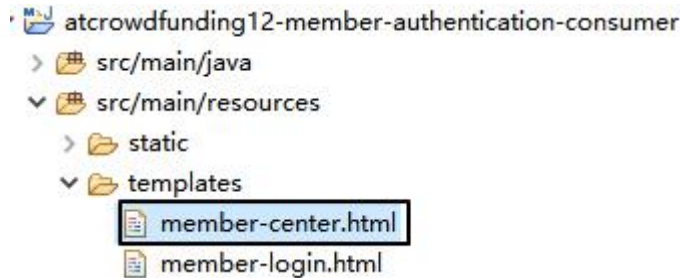 atcrowdfunding12-member-authentication-consumer
src/main/java
src/main/resources
static
templates
member-center.html
member-login.html